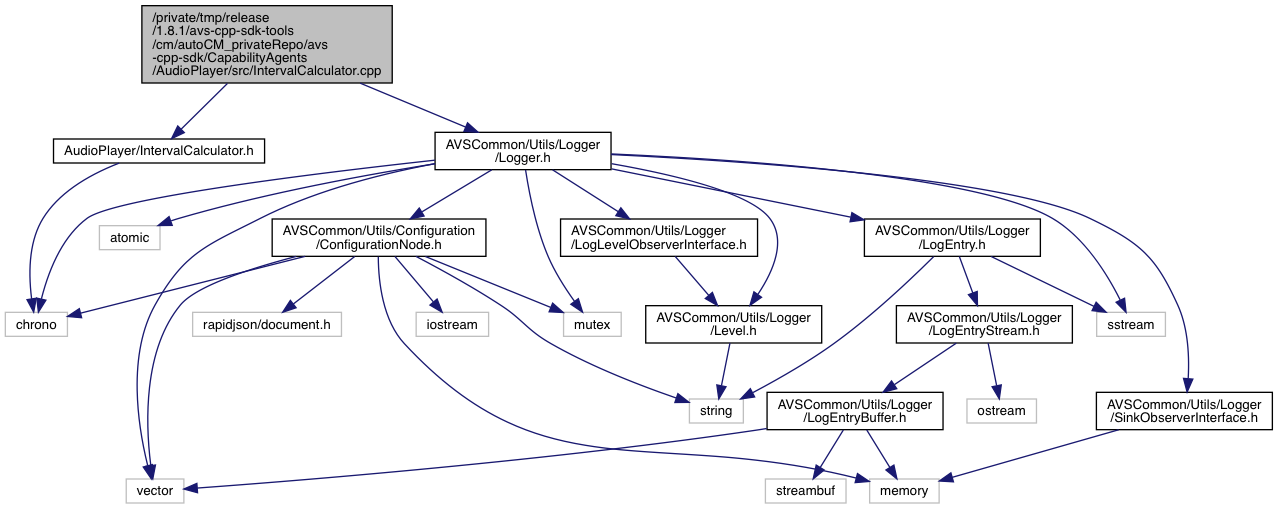 /private/tmp/release
/1.8.1/avs-cpp-sdk-tools
/cm/autoCM_privateRepo/avs
-cpp-sdk/CapabilityAgents
/AudioPlayer/src/IntervalCalculator.cpp
AudioPlayer/IntervalCalculator.h
AVSCommon/Utils/Logger
/Logger.h
atomic
AVSCommon/Utils/Configuration
/ConfigurationNode.h
AVSCommon/Utils/Logger
/LogLevelObserverInterface.h
AVSCommon/Utils/Logger
/LogEntry.h
chrono
rapidjson/document.h
iostream
mutex
AVSCommon/Utils/Logger
/Level.h
AVSCommon/Utils/Logger
/LogEntryStream.h
sstream
string
AVSCommon/Utils/Logger
/LogEntryBuffer.h
ostream
AVSCommon/Utils/Logger
/SinkObserverInterface.h
vector
streambuf
memory